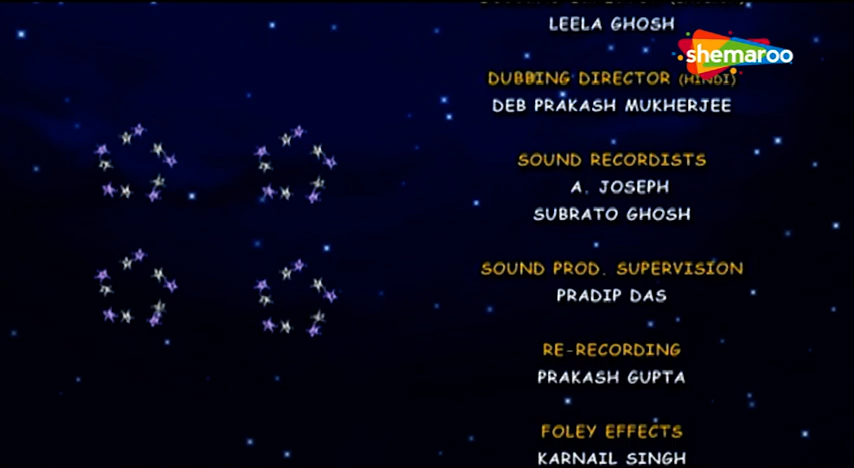 LEELA GHOSH
shemaroo
DUBBING DIRECTOR (HINDI)
DEB PRAKASH MUKHERJEE
SOUND RECORDISTS
A. JOSEPH
SUBRATO GHOSH
SOUND PROD. SUPERVISION
PRADIP DAS
RE-RECORDING
PRAKASH GUPTA
FOLEY EFFECTS
KARNAIL SINGH